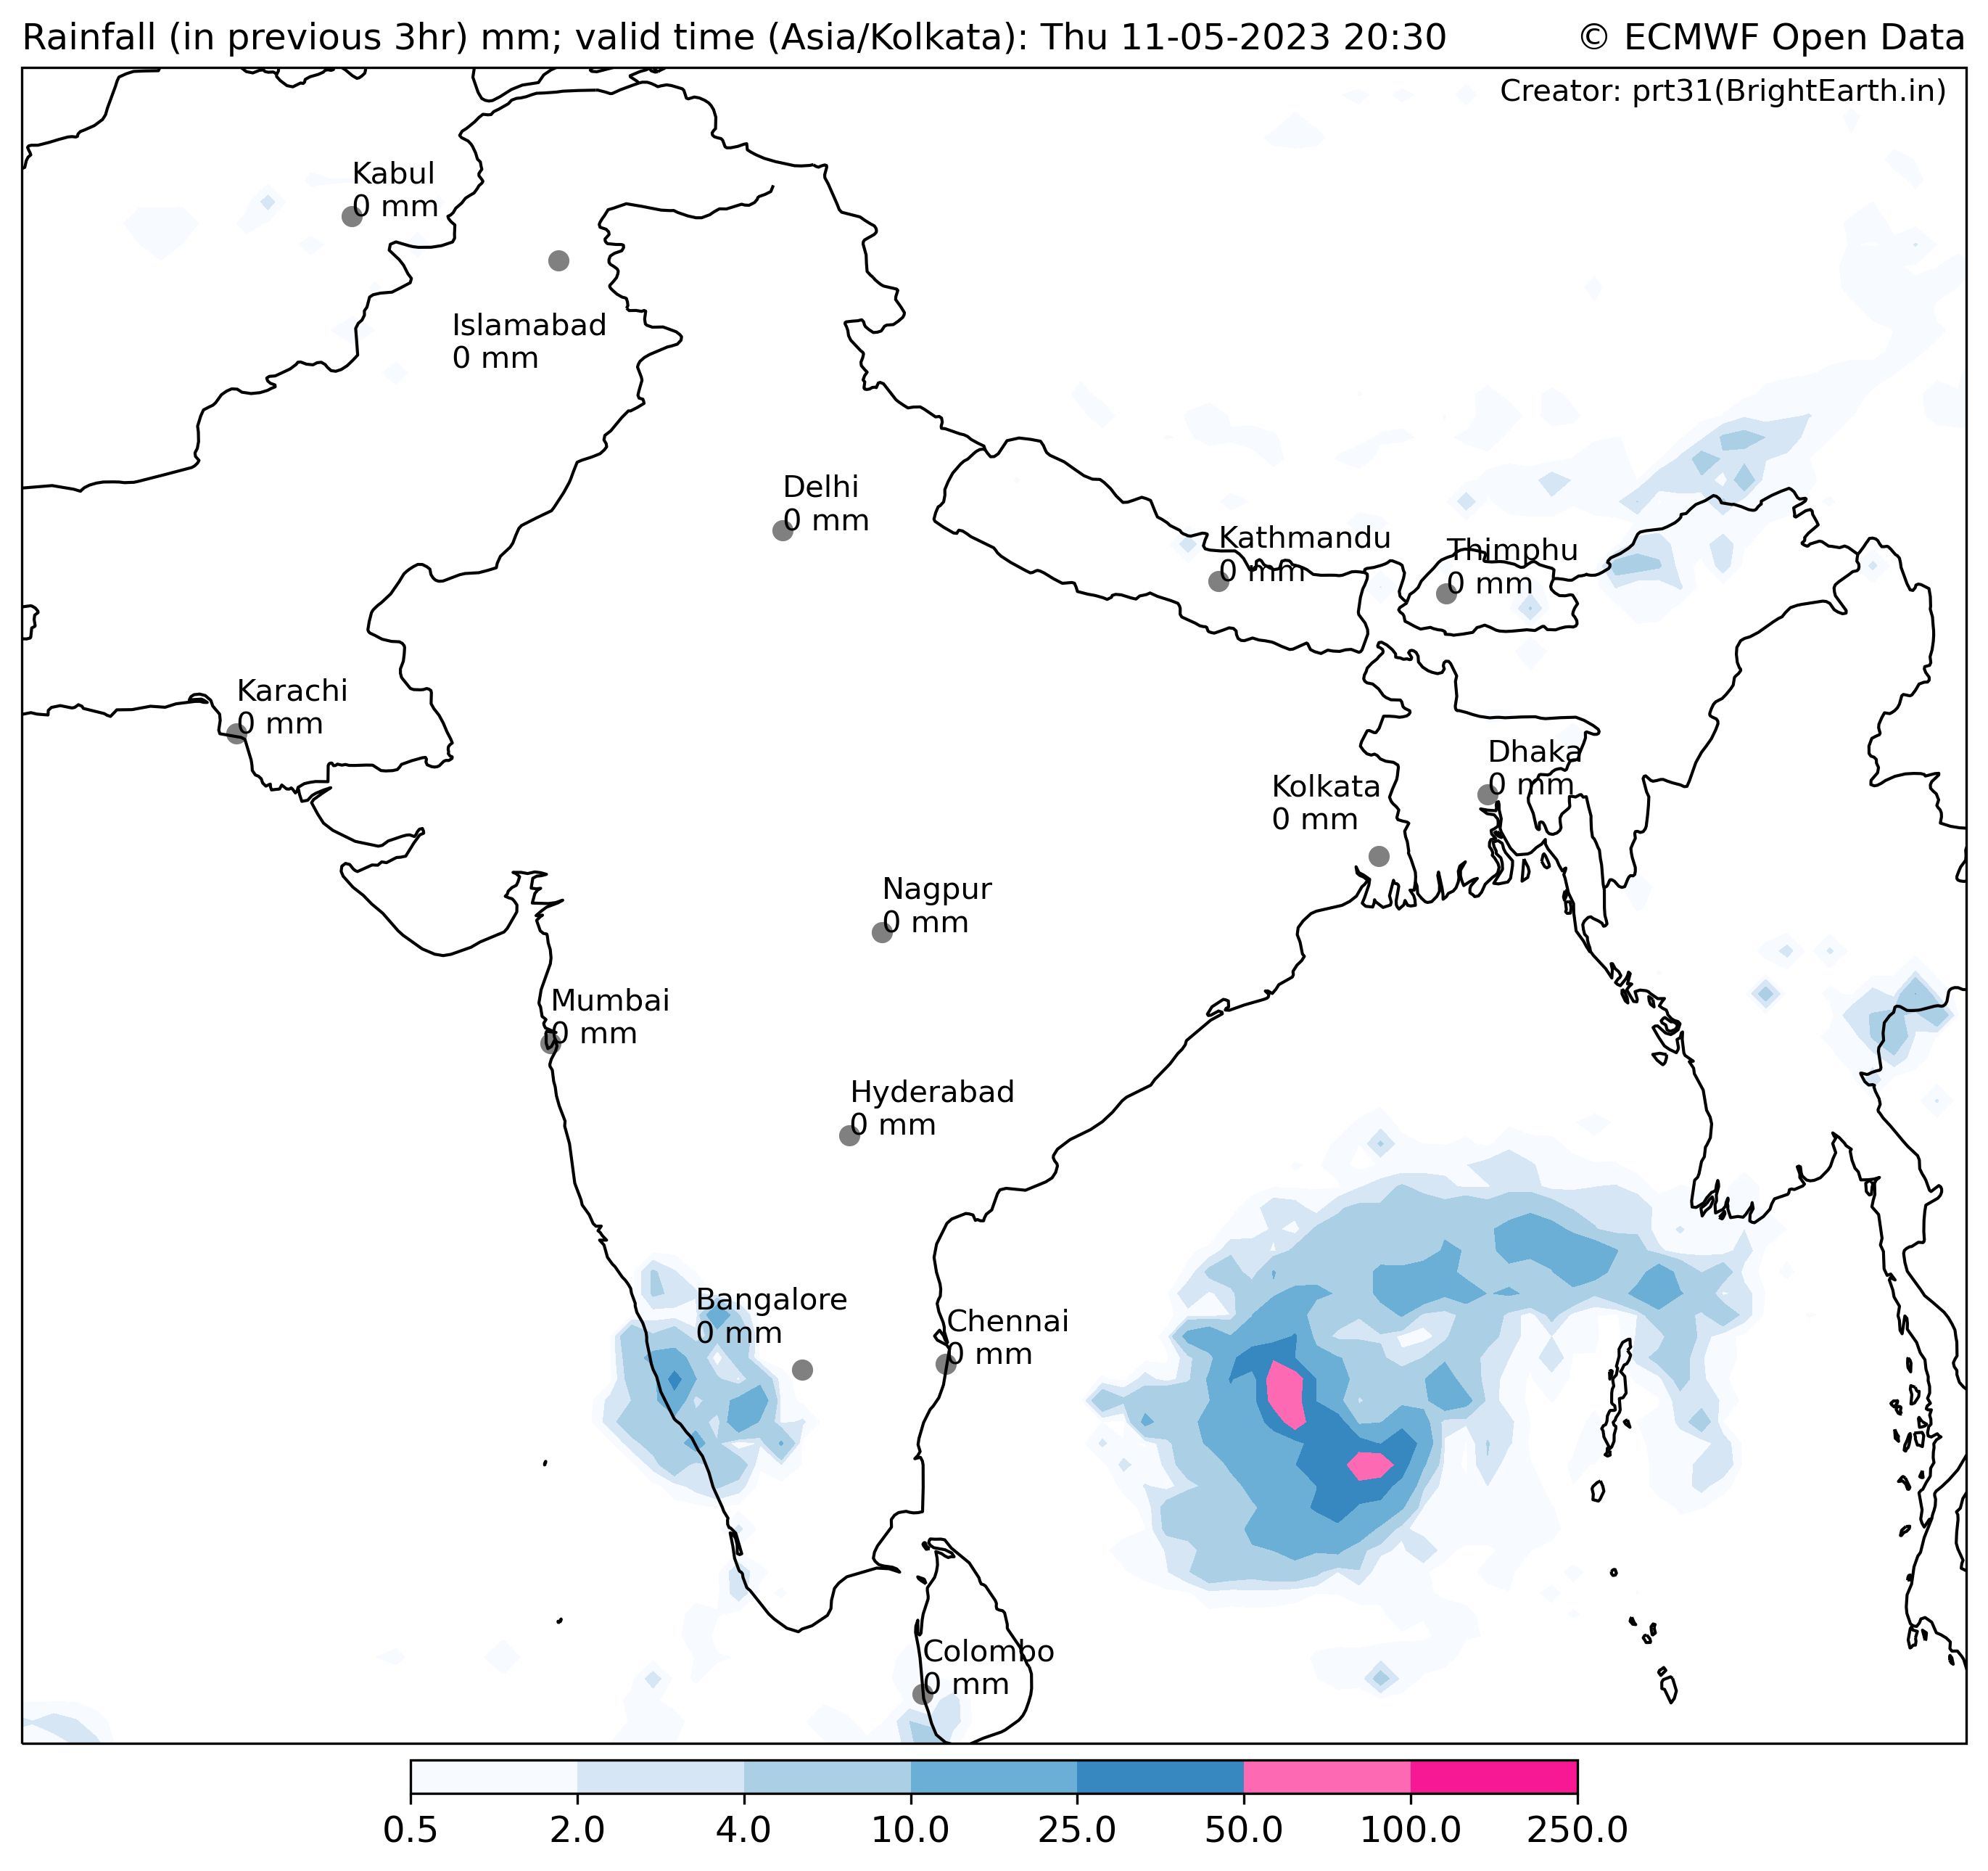 Rainfall (in previous 3hr) mm; valid time (Asia/Kolkata): Thu 11-05-2023 20:30
© ECMWF Open Data
Creator: prt31(BrightEarth.in)
Kabul
0 mm
Islamabad
0 mm
Delhi
0 mm
Kathmandu
0 mm
Thimphu
0 mm
Karachi
0 mm
Dhaka
0 mm
Kolkata
0 mm
Nagpur
0 mm
Mumbai
0 mm
Hyderabad
0 mm
Bangalore
0 mm
Chennai
0 mm
Colombo
0 mm
0.5 2.0 4.0 10.0 25.0 50.0 100.0 250.0